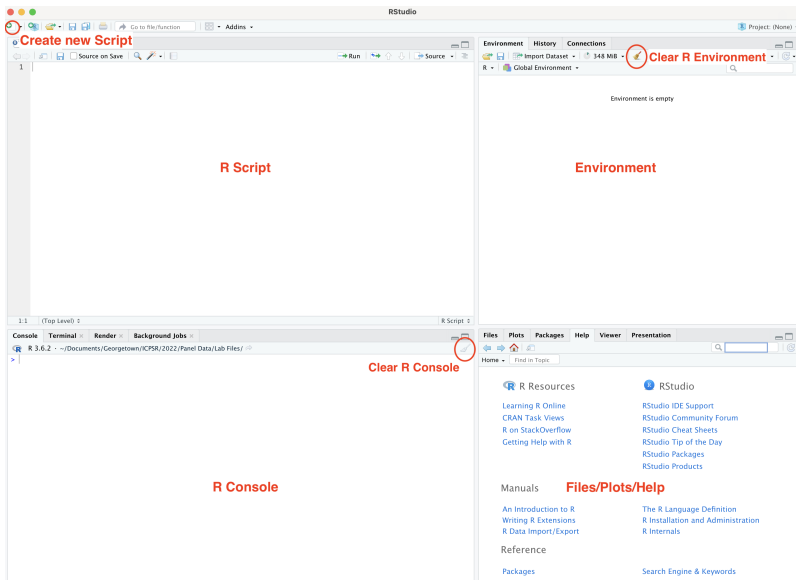 RStudio
Go to file/function
Addins
Project: (None)
Create new Script
Source on Save
Run
Source
1
R Script
1:1
(Top Level)
R Script
Environment
History
Connections
Import Dataset
348 MiB
Clear R Environment
R
Global Environment
Environment is empty
Environment
Console
Terminal
Render
Background Jobs
R 3.6.2 · ~/Documents/Georgetown/ICPSR/2022/Panel Data/Lab Files/
>
Clear R Console
R Console
Files
Plots
Packages
Help
Viewer
Presentation
Home
Find in Topic
R Resources
Learning R Online
CRAN Task Views
R on StackOverflow
Getting Help with R
RStudio
RStudio IDE Support
RStudio Community Forum
RStudio Cheat Sheets
RStudio Tip of the Day
RStudio Packages
RStudio Products
Manuals
Files/Plots/Help
An Introduction to R
Writing R Extensions
R Data Import/Export
The R Language Definition
R Installation and Administration
R Internals
Reference
Packages
Search Engine & Keywords